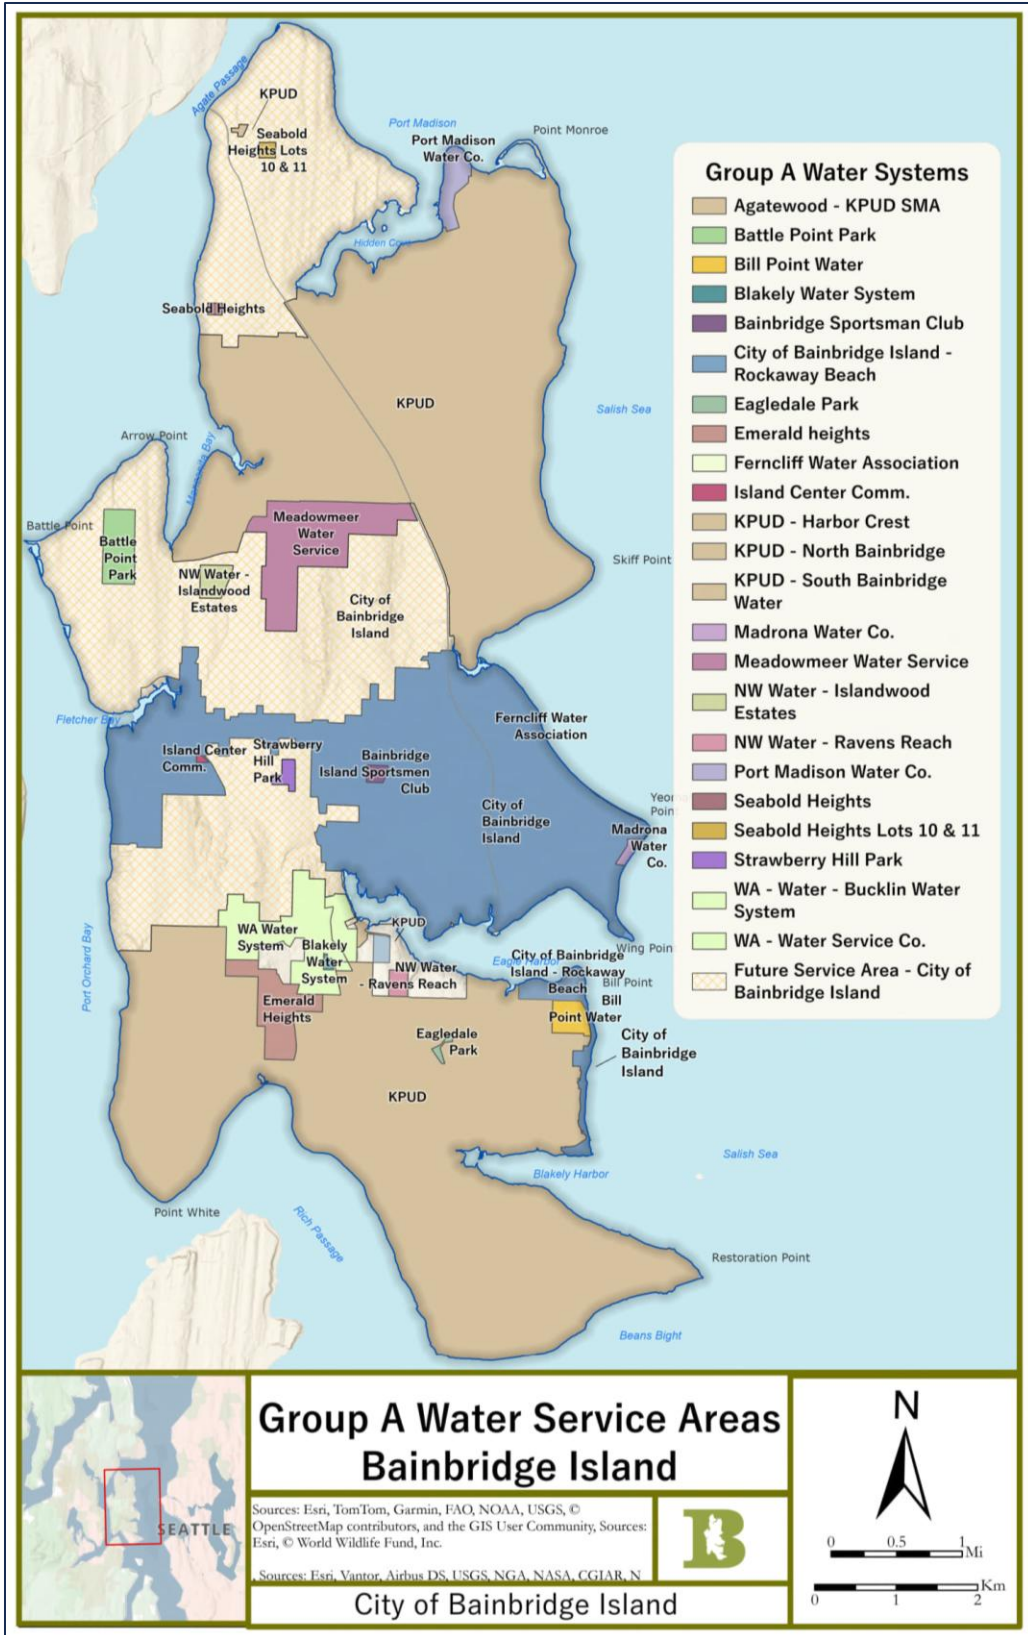 Agate Passage
KPUD
Seabold
Heights Lots
10 & 11
Port Madison
Port Madison
Water Co.
Point Monroe
Hidden Cove
Seabold Heights
KPUD
Salish Sea
Arrow Point
Manzanita Bay
Battle Point
Battle
Point
Park
Meadowmeer
Water
Service
NW Water -
Islandwood
Estates
City of
Bainbridge
Island
Skiff Point
Fletcher Bay
Ferncliff Water
Association
Island Center
Comm.
Strawberry
Hill
Park
Bainbridge
Island Sportsmen
Club
City of
Bainbridge
Island
Point
Madrona
Water
Co.
Port Orchard Bay
WA Water
System
Blakely
Water
System
KPUD
NW Water
- Ravens Reach
Wing Poin
Eagle Harbor
City of Bainbridge
Island - Rockaway
Beach
Bill Point
Bill
Point Water
Emerald
Heights
Eagledale
Park
City of
Bainbridge
Island
KPUD
Salish Sea
Blakely Harbor
Point White
Rich Passage
Restoration Point
Beans Bight
Group A Water Systems
Agatewood - KPUD SMA
Battle Point Park
Bill Point Water
Blakely Water System
Bainbridge Sportsman Club
City of Bainbridge Island -
Rockaway Beach
Eagledale Park
Emerald heights
Ferncliff Water Association
Island Center Comm.
KPUD - Harbor Crest
KPUD - North Bainbridge
KPUD - South Bainbridge
Water
Madrona Water Co.
Meadowmeer Water Service
NW Water - Islandwood
Estates
NW Water - Ravens Reach
Port Madison Water Co.
Seabold Heights
Seabold Heights Lots 10 & 11
Strawberry Hill Park
WA - Water - Bucklin Water
System
WA - Water Service Co.
Future Service Area - City of
Bainbridge Island
SEATTLE
Group A Water Service Areas
Bainbridge Island
Sources: Esri, TomTom, Garmin, FAO, NOAA, USGS, ©
OpenStreetMap contributors, and the GIS User Community, Sources:
Esri, © World Wildlife Fund, Inc.
, Sources: Esri, Vantor, Airbus DS, USGS, NGA, NASA, CGIAR, N
B
City of Bainbridge Island
N
0 0.5 1 Mi
0 1 2 Km